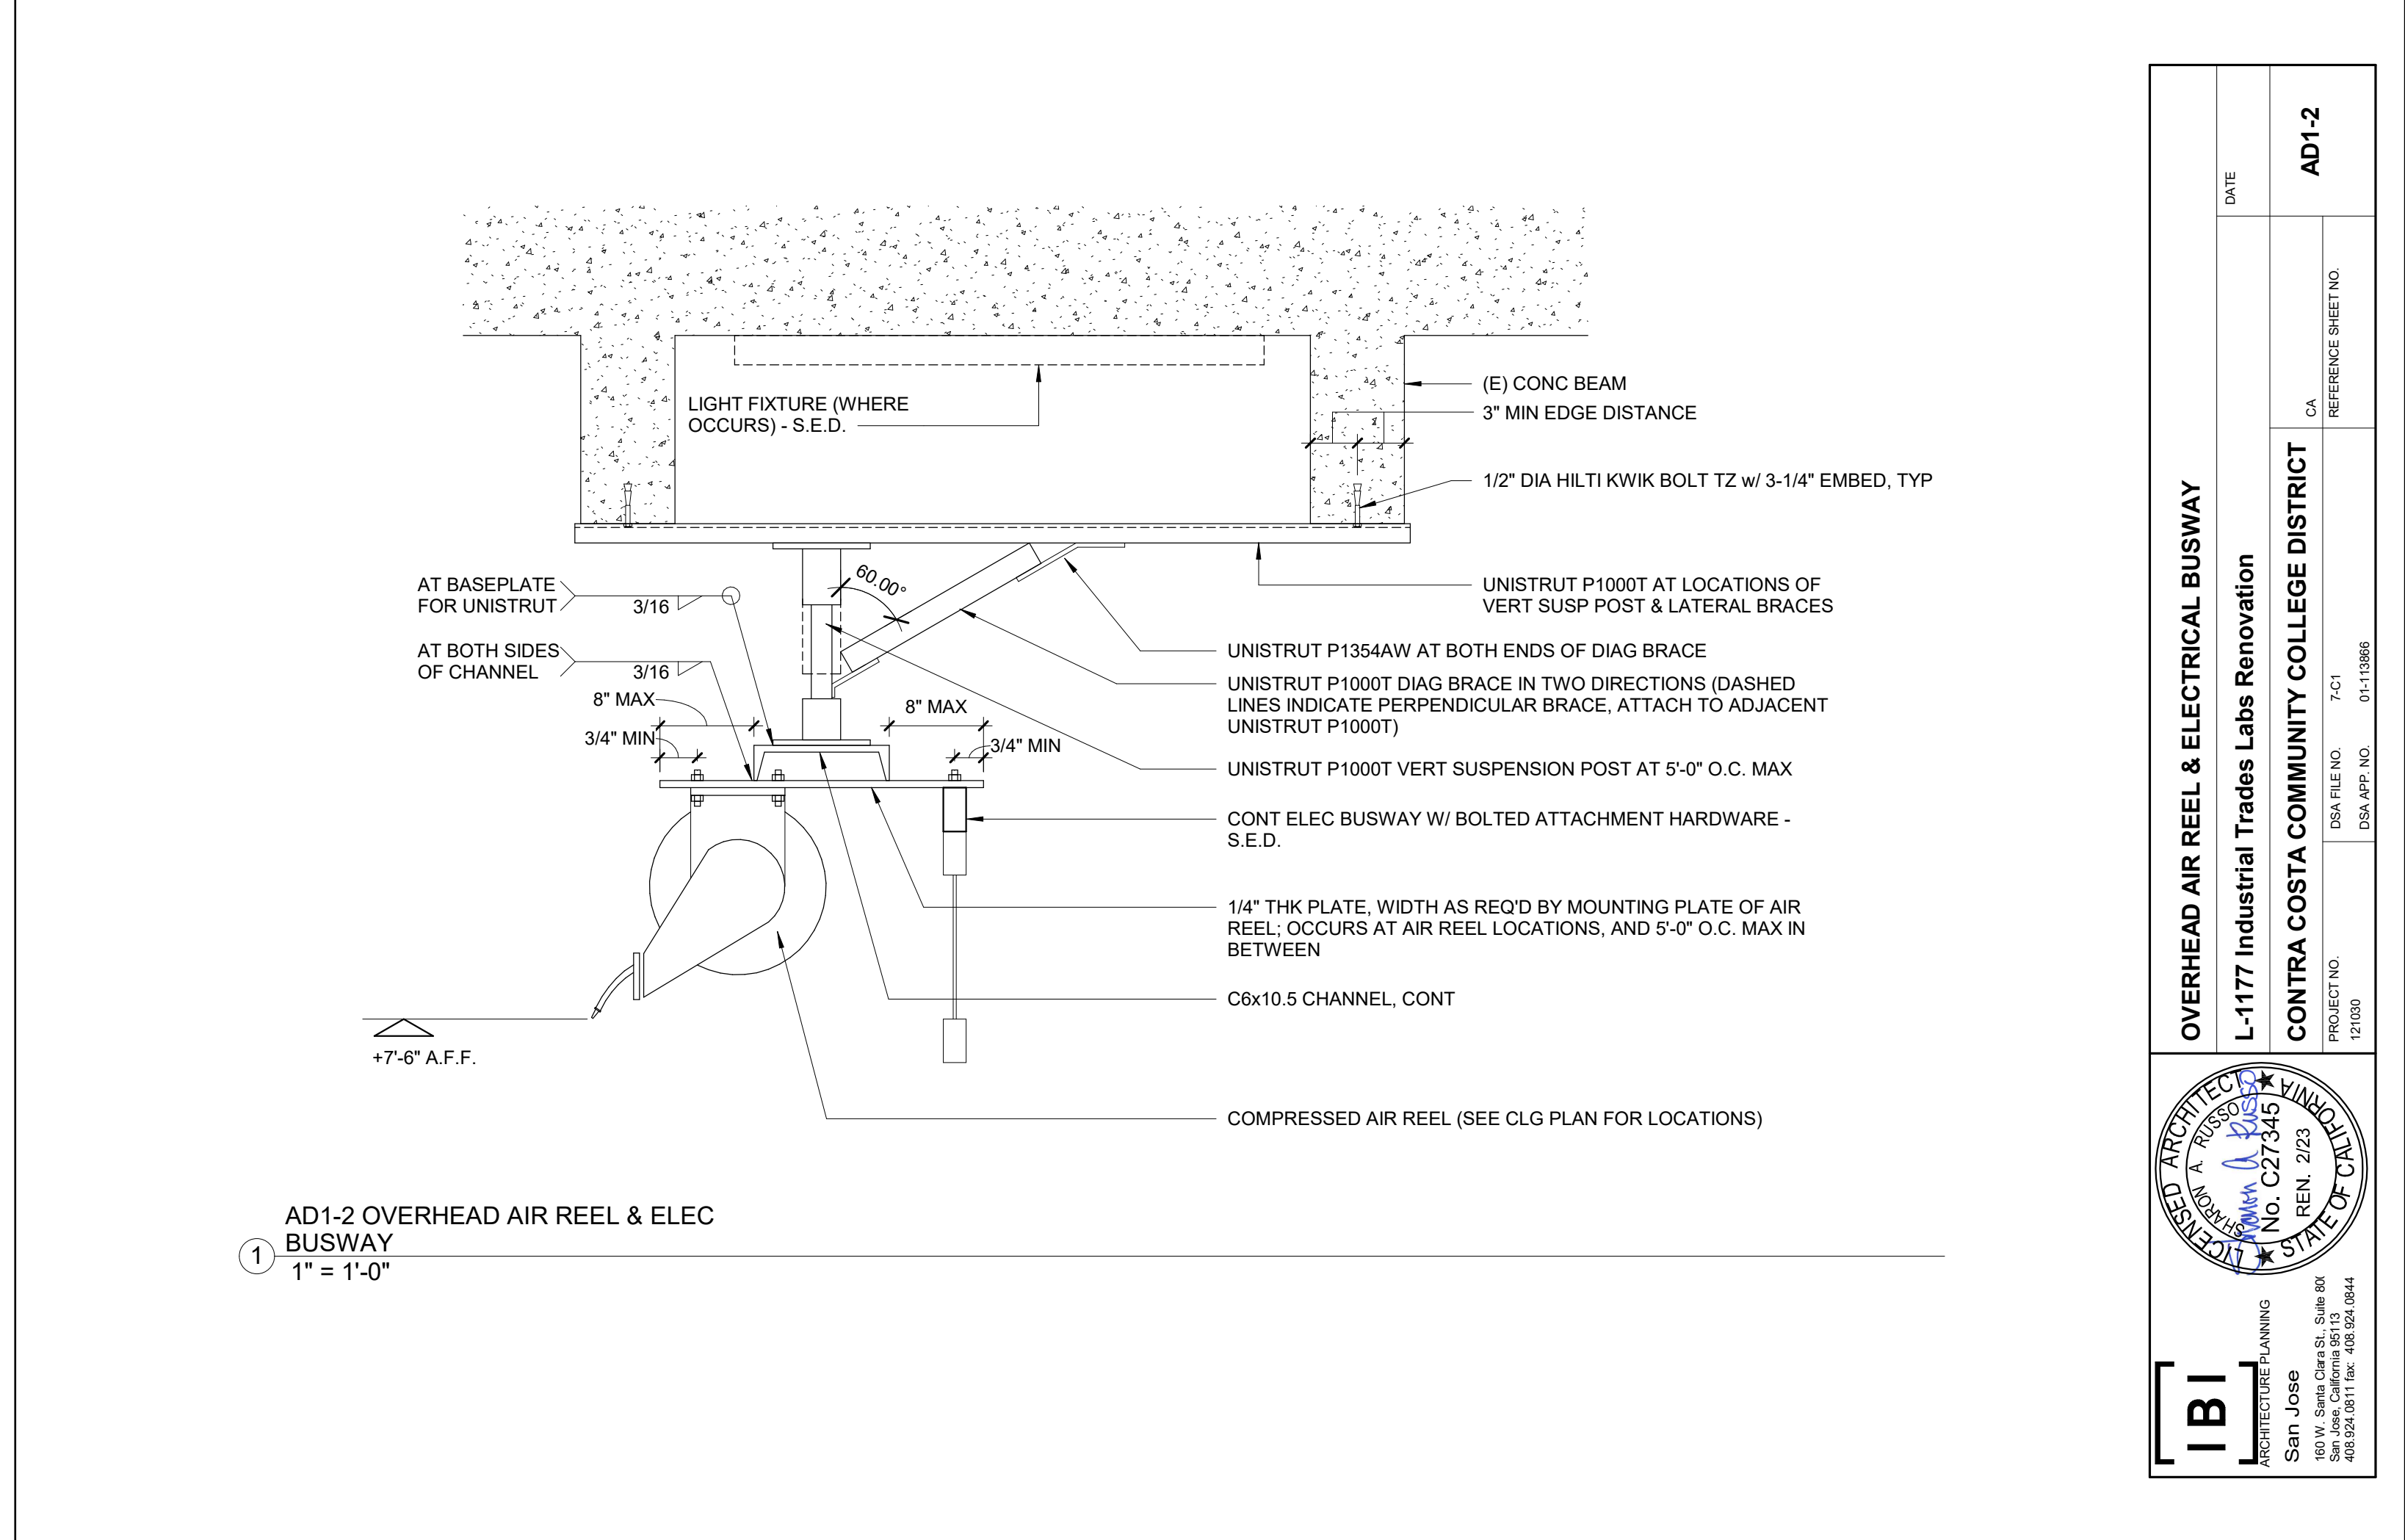 LIGHT FIXTURE (WHERE
OCCURS) - S.E.D.
(E) CONC BEAM
3" MIN EDGE DISTANCE
1/2" DIA HILTI KWIK BOLT TZ w/ 3-1/4" EMBED, TYP
AT BASEPLATE
FOR UNISTRUT
3/16
60.00°
UNISTRUT P1000T AT LOCATIONS OF
VERT SUSP POST & LATERAL BRACES
AT BOTH SIDES
OF CHANNEL
3/16
UNISTRUT P1354AW AT BOTH ENDS OF DIAG BRACE
8" MAX
8" MAX
UNISTRUT P1000T DIAG BRACE IN TWO DIRECTIONS (DASHED
LINES INDICATE PERPENDICULAR BRACE, ATTACH TO ADJACENT
UNISTRUT P1000T)
3/4" MIN
3/4" MIN
UNISTRUT P1000T VERT SUSPENSION POST AT 5'-0" O.C. MAX
CONT ELEC BUSWAY W/ BOLTED ATTACHMENT HARDWARE -
S.E.D.
1/4" THK PLATE, WIDTH AS REQ'D BY MOUNTING PLATE OF AIR
REEL; OCCURS AT AIR REEL LOCATIONS, AND 5'-0" O.C. MAX IN
BETWEEN
C6x10.5 CHANNEL, CONT
+7'-6" A.F.F.
COMPRESSED AIR REEL (SEE CLG PLAN FOR LOCATIONS)
AD1-2 OVERHEAD AIR REEL & ELEC
BUSWAY
1
1" = 1'-0"
OVERHEAD AIR REEL & ELECTRICAL BUSWAY
L-1177 Industrial Trades Labs Renovation
DATE
CONTRA COSTA COMMUNITY COLLEGE DISTRICT
CA
AD1-2
PROJECT NO.
121030
DSA FILE NO. 7-C1
DSA APP. NO. 01-113866
REFERENCE SHEET NO.
LICENSED ARCHITECT
SHARON A. RUSSO
Sharon A Russo
No. C27345
REN. 2/23
STATE OF CALIFORNIA
IBI
ARCHITECTURE PLANNING
San Jose
160 W. Santa Clara St., Suite 80
San Jose, California 95113
408.924.0811 fax: 408.924.0844